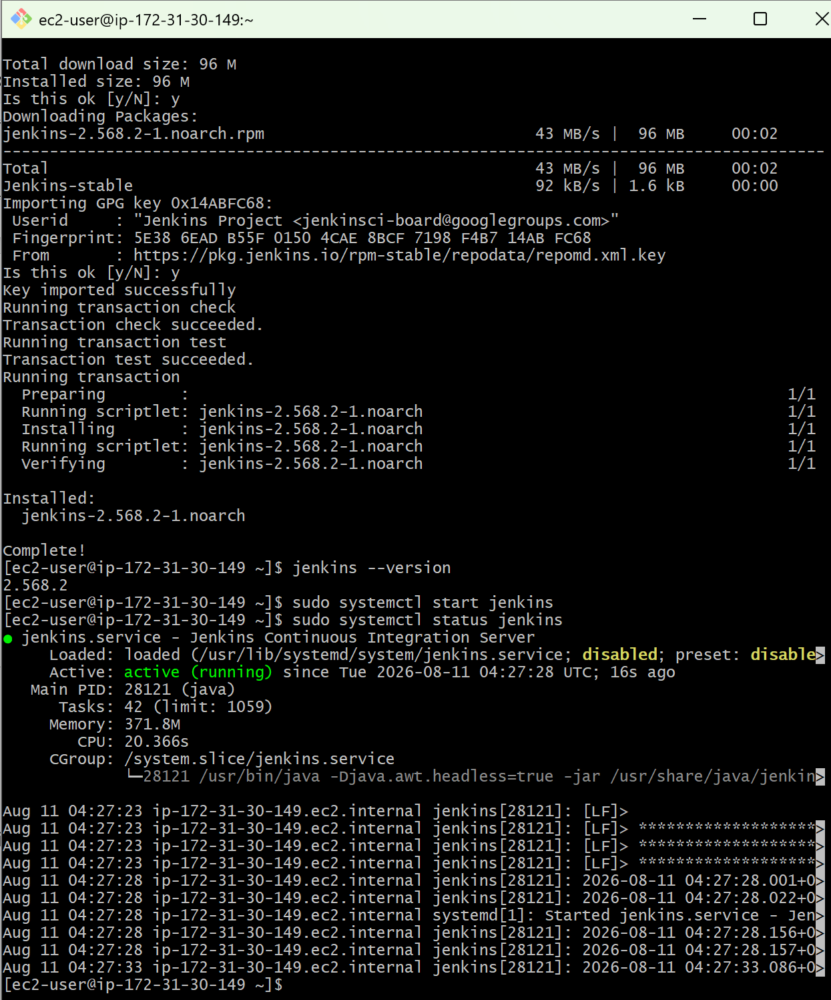 ec2-user@ip-172-31-30-149:~
Total download size: 96 M
Installed size: 96 M
Is this ok [y/N]: y
Downloading Packages:
jenkins-2.568.2-1.noarch.rpm                             43 MB/s |  96 MB     00:02
----------------------------------------------------------------------------------------
Total                                                    43 MB/s |  96 MB     00:02
Jenkins-stable                                           92 kB/s | 1.6 kB     00:00
Importing GPG key 0x14ABFC68:
 Userid     : "Jenkins Project <jenkinsci-board@googlegroups.com>"
 Fingerprint: 5E38 6EAD B55F 0150 4CAE 8BCF 7198 F4B7 14AB FC68
 From       : https://pkg.jenkins.io/rpm-stable/repodata/repomd.xml.key
Is this ok [y/N]: y
Key imported successfully
Running transaction check
Transaction check succeeded.
Running transaction test
Transaction test succeeded.
Running transaction
  Preparing        :                                                                1/1
  Running scriptlet: jenkins-2.568.2-1.noarch                                       1/1
  Installing       : jenkins-2.568.2-1.noarch                                       1/1
  Running scriptlet: jenkins-2.568.2-1.noarch                                       1/1
  Verifying        : jenkins-2.568.2-1.noarch                                       1/1
Installed:
  jenkins-2.568.2-1.noarch
Complete!
[ec2-user@ip-172-31-30-149 ~]$ jenkins --version
2.568.2
[ec2-user@ip-172-31-30-149 ~]$ sudo systemctl start jenkins
[ec2-user@ip-172-31-30-149 ~]$ sudo systemctl status jenkins
● jenkins.service - Jenkins Continuous Integration Server
     Loaded: loaded (/usr/lib/systemd/system/jenkins.service; disabled; preset: disable>
     Active: active (running) since Tue 2026-08-11 04:27:28 UTC; 16s ago
   Main PID: 28121 (java)
      Tasks: 42 (limit: 1059)
     Memory: 371.8M
        CPU: 20.366s
     CGroup: /system.slice/jenkins.service
             └─28121 /usr/bin/java -Djava.awt.headless=true -jar /usr/share/java/jenkin>
Aug 11 04:27:23 ip-172-31-30-149.ec2.internal jenkins[28121]: [LF]>
Aug 11 04:27:23 ip-172-31-30-149.ec2.internal jenkins[28121]: [LF]> *******************>
Aug 11 04:27:23 ip-172-31-30-149.ec2.internal jenkins[28121]: [LF]> *******************>
Aug 11 04:27:23 ip-172-31-30-149.ec2.internal jenkins[28121]: [LF]> *******************>
Aug 11 04:27:28 ip-172-31-30-149.ec2.internal jenkins[28121]: 2026-08-11 04:27:28.001+0>
Aug 11 04:27:28 ip-172-31-30-149.ec2.internal jenkins[28121]: 2026-08-11 04:27:28.022+0>
Aug 11 04:27:28 ip-172-31-30-149.ec2.internal systemd[1]: Started jenkins.service - Jen>
Aug 11 04:27:28 ip-172-31-30-149.ec2.internal jenkins[28121]: 2026-08-11 04:27:28.156+0>
Aug 11 04:27:28 ip-172-31-30-149.ec2.internal jenkins[28121]: 2026-08-11 04:27:28.157+0>
Aug 11 04:27:33 ip-172-31-30-149.ec2.internal jenkins[28121]: 2026-08-11 04:27:33.086+0>
[ec2-user@ip-172-31-30-149 ~]$